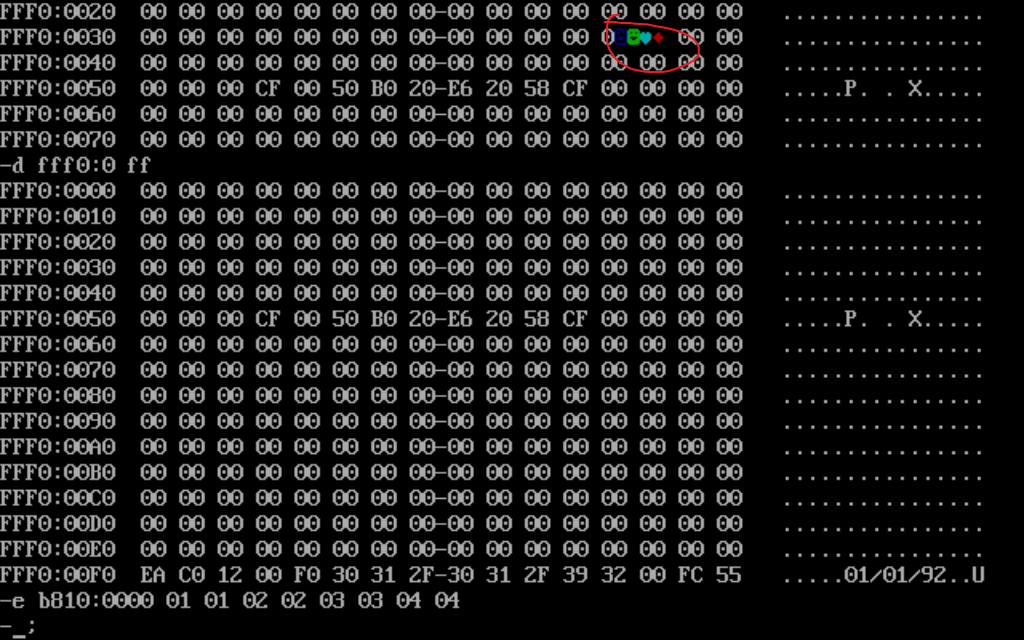 FFF0:0020  00 00 00 00 00 00 00 00-00 00 00 00 00 00 00 00   ................
FFF0:0030  00 00 00 00 00 00 00 00-00 00 00 00 0☻☻♥♦ 00 00   ................
FFF0:0040  00 00 00 00 00 00 00 00-00 00 00 00 00 00 00 00   ................
FFF0:0050  00 00 00 CF 00 50 B0 20-E6 20 58 CF 00 00 00 00   .....P. . X.....
FFF0:0060  00 00 00 00 00 00 00 00-00 00 00 00 00 00 00 00   ................
FFF0:0070  00 00 00 00 00 00 00 00-00 00 00 00 00 00 00 00   ................
-d fff0:0 ff
FFF0:0000  00 00 00 00 00 00 00 00-00 00 00 00 00 00 00 00   ................
FFF0:0010  00 00 00 00 00 00 00 00-00 00 00 00 00 00 00 00   ................
FFF0:0020  00 00 00 00 00 00 00 00-00 00 00 00 00 00 00 00   ................
FFF0:0030  00 00 00 00 00 00 00 00-00 00 00 00 00 00 00 00   ................
FFF0:0040  00 00 00 00 00 00 00 00-00 00 00 00 00 00 00 00   ................
FFF0:0050  00 00 00 CF 00 50 B0 20-E6 20 58 CF 00 00 00 00   .....P. . X.....
FFF0:0060  00 00 00 00 00 00 00 00-00 00 00 00 00 00 00 00   ................
FFF0:0070  00 00 00 00 00 00 00 00-00 00 00 00 00 00 00 00   ................
FFF0:0080  00 00 00 00 00 00 00 00-00 00 00 00 00 00 00 00   ................
FFF0:0090  00 00 00 00 00 00 00 00-00 00 00 00 00 00 00 00   ................
FFF0:00A0  00 00 00 00 00 00 00 00-00 00 00 00 00 00 00 00   ................
FFF0:00B0  00 00 00 00 00 00 00 00-00 00 00 00 00 00 00 00   ................
FFF0:00C0  00 00 00 00 00 00 00 00-00 00 00 00 00 00 00 00   ................
FFF0:00D0  00 00 00 00 00 00 00 00-00 00 00 00 00 00 00 00   ................
FFF0:00E0  00 00 00 00 00 00 00 00-00 00 00 00 00 00 00 00   ................
FFF0:00F0  EA C0 12 00 F0 30 31 2F-30 31 2F 39 32 00 FC 55   .....01/01/92..U
-e b810:0000 01 01 02 02 03 03 04 04
-_;